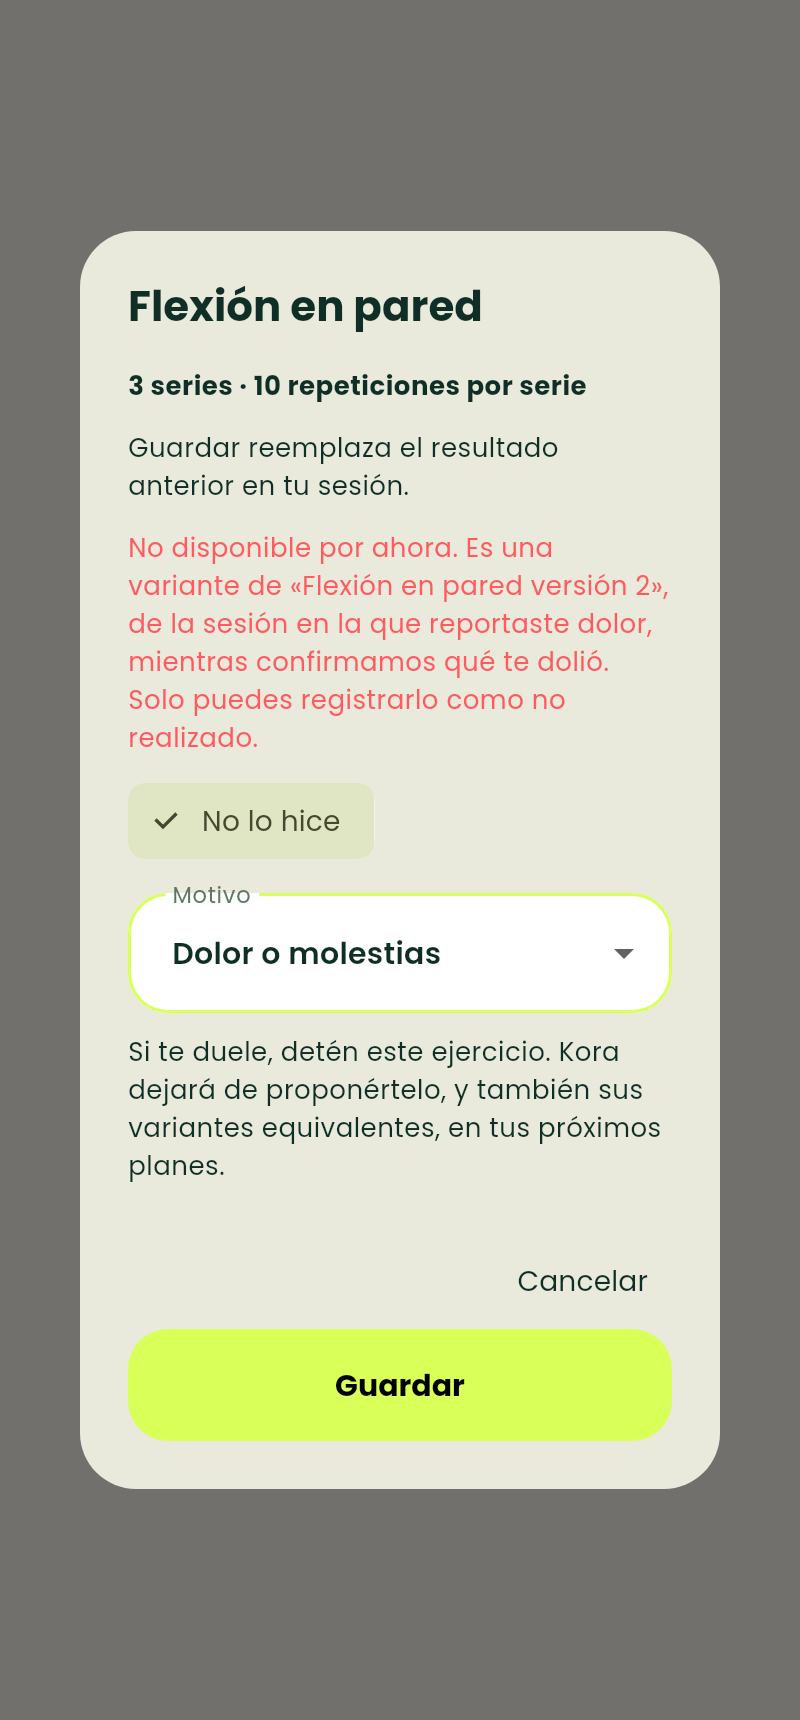 Flexión en pared
3 series · 10 repeticiones por serie
Guardar reemplaza el resultado
anterior en tu sesión.
No disponible por ahora. Es una
variante de «Flexión en pared versión 2»,
de la sesión en la que reportaste dolor,
mientras confirmamos qué te dolió.
Solo puedes registrarlo como no
realizado.
No lo hice
Motivo
Dolor o molestias
Si te duele, detén este ejercicio. Kora
dejará de proponértelo, y también sus
variantes equivalentes, en tus próximos
planes.
Cancelar
Guardar